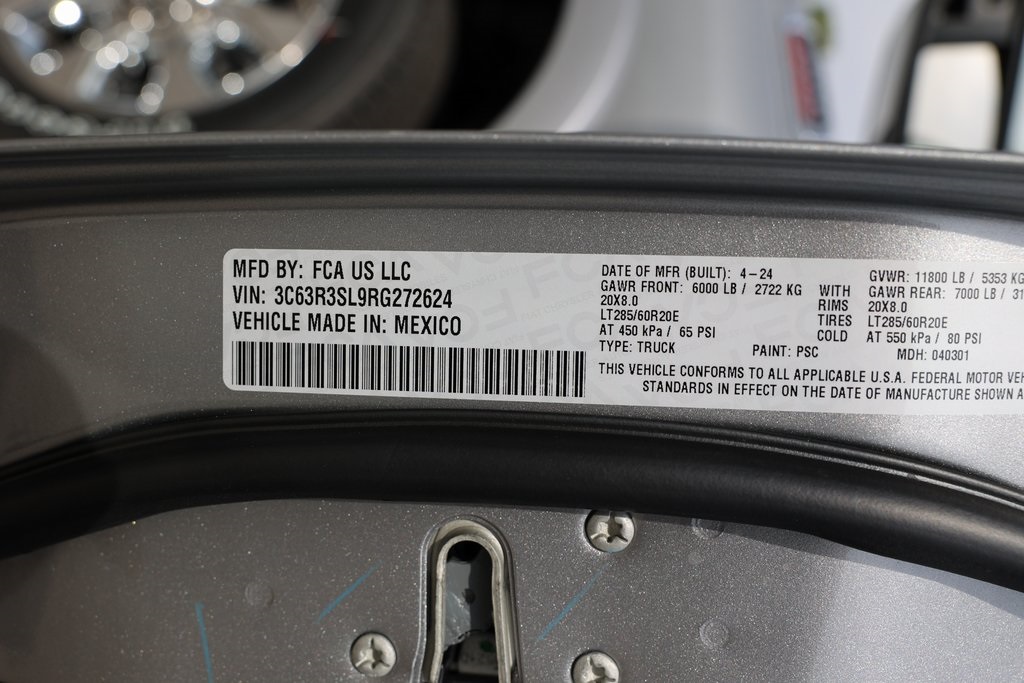 MFD BY: FCA US LLC
VIN: 3C63R3SL9RG272624
VEHICLE MADE IN: MEXICO
DATE OF MFR (BUILT): 4-24
GVWR: 11800 LB / 5353 KG
GAWR FRONT: 6000 LB / 2722 KG WITH GAWR REAR: 7000 LB /
20X8.0 RIMS 20X8.0
LT285/60R20E TIRES LT285/60R20E
AT 450 kPa / 65 PSI COLD AT 550 kPa / 80 PSI
TYPE: TRUCK PAINT: PSC MDH: 040301
THIS VEHICLE CONFORMS TO ALL APPLICABLE U.S.A. FEDERAL MOTOR
STANDARDS IN EFFECT ON THE DATE OF MANUFACTURE SHOWN